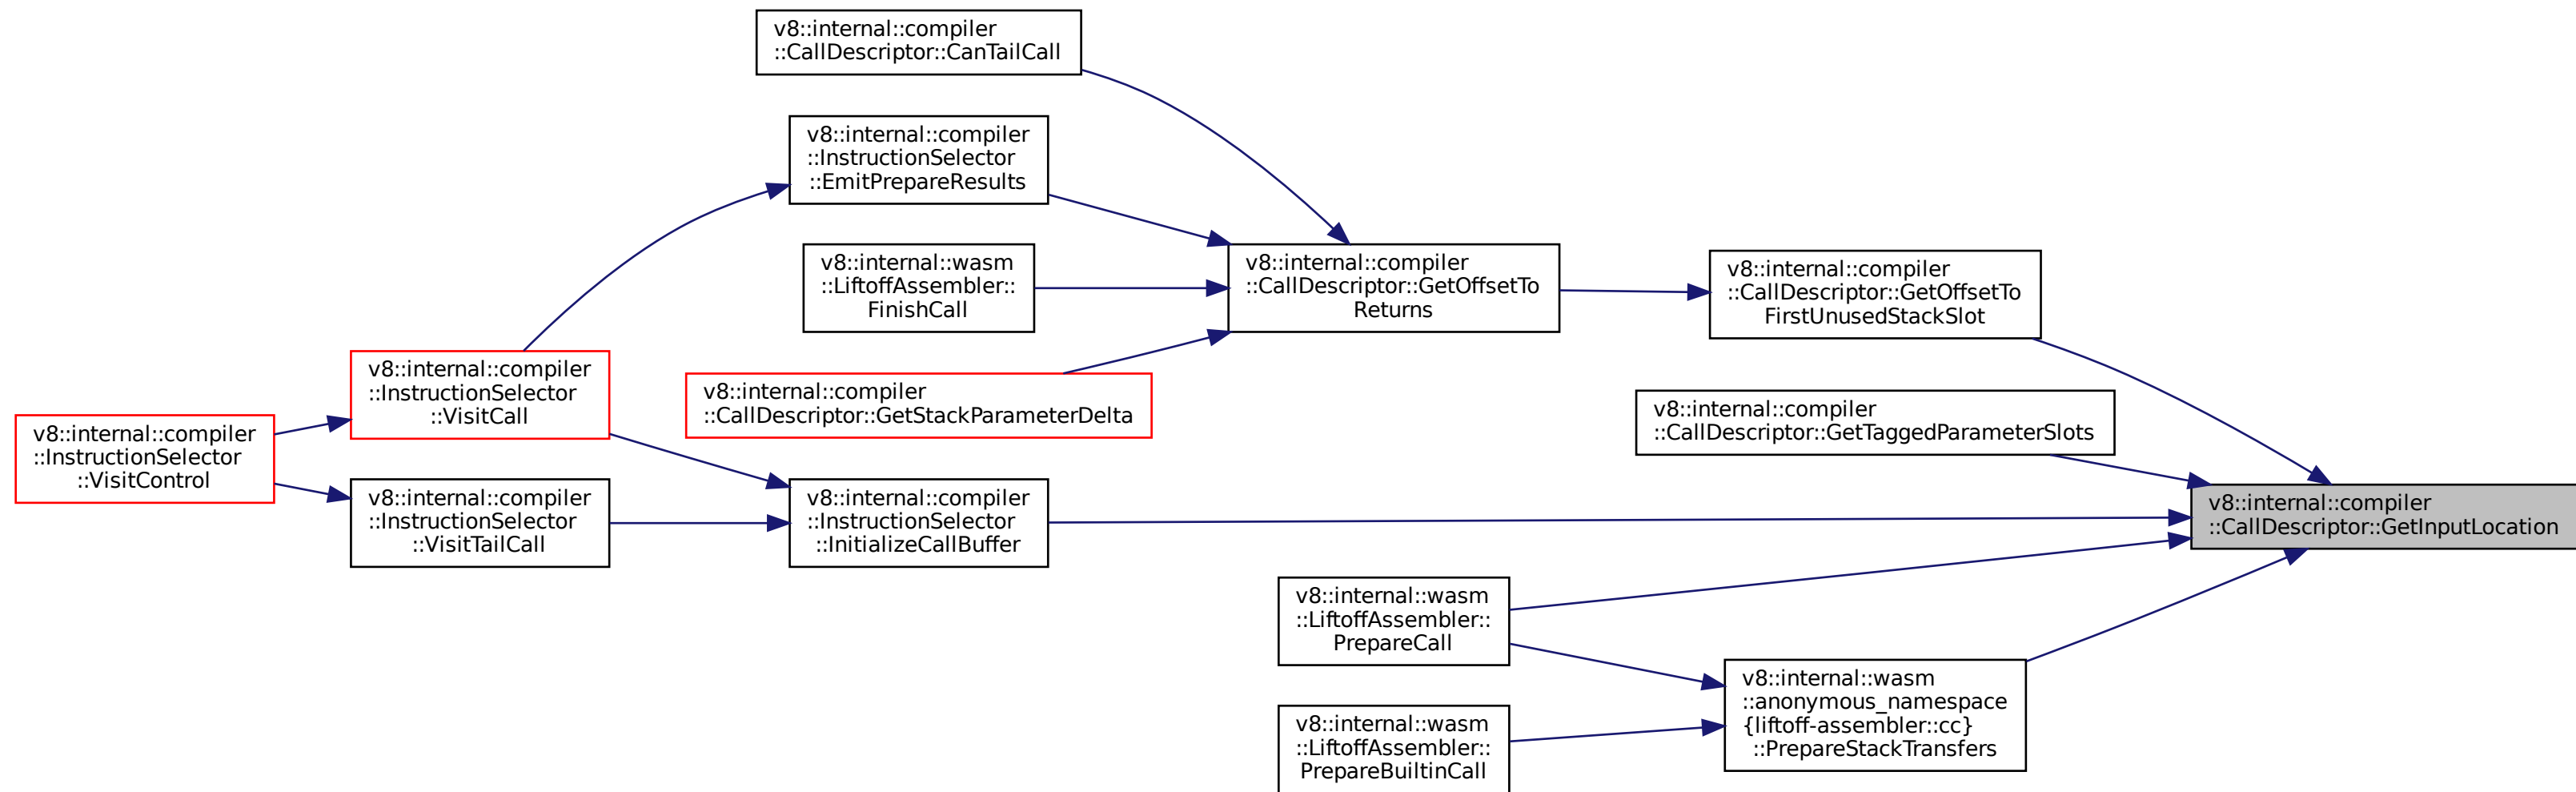 v8::internal::compiler
::CallDescriptor::CanTailCall
v8::internal::compiler
::InstructionSelector
::EmitPrepareResults
v8::internal::wasm
::LiftoffAssembler::
FinishCall
v8::internal::compiler
::CallDescriptor::GetOffsetTo
Returns
v8::internal::compiler
::CallDescriptor::GetOffsetTo
FirstUnusedStackSlot
v8::internal::compiler
::InstructionSelector
::VisitCall
v8::internal::compiler
::CallDescriptor::GetStackParameterDelta
v8::internal::compiler
::CallDescriptor::GetTaggedParameterSlots
v8::internal::compiler
::InstructionSelector
::VisitControl
v8::internal::compiler
::InstructionSelector
::VisitTailCall
v8::internal::compiler
::InstructionSelector
::InitializeCallBuffer
v8::internal::compiler
::CallDescriptor::GetInputLocation
v8::internal::wasm
::LiftoffAssembler::
PrepareCall
v8::internal::wasm
::anonymous_namespace
{liftoff-assembler::cc}
::PrepareStackTransfers
v8::internal::wasm
::LiftoffAssembler::
PrepareBuiltinCall